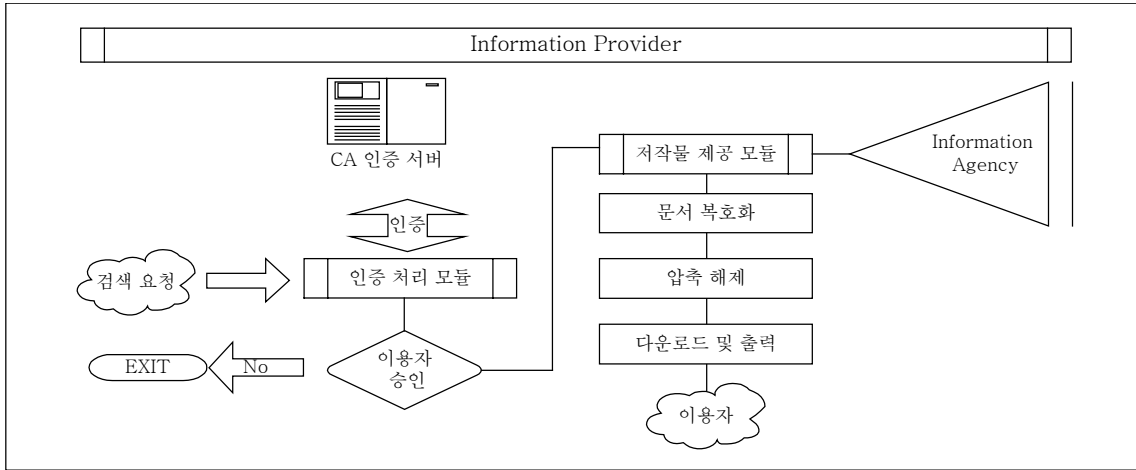 Information Provider
CA 인증 서버
저작물 제공 모듈
Information
Agency
문서 복호화
인증
검색 요청
인증 처리 모듈
압축 해제
EXIT
No
이용자
승인
다운로드 및 출력
이용자